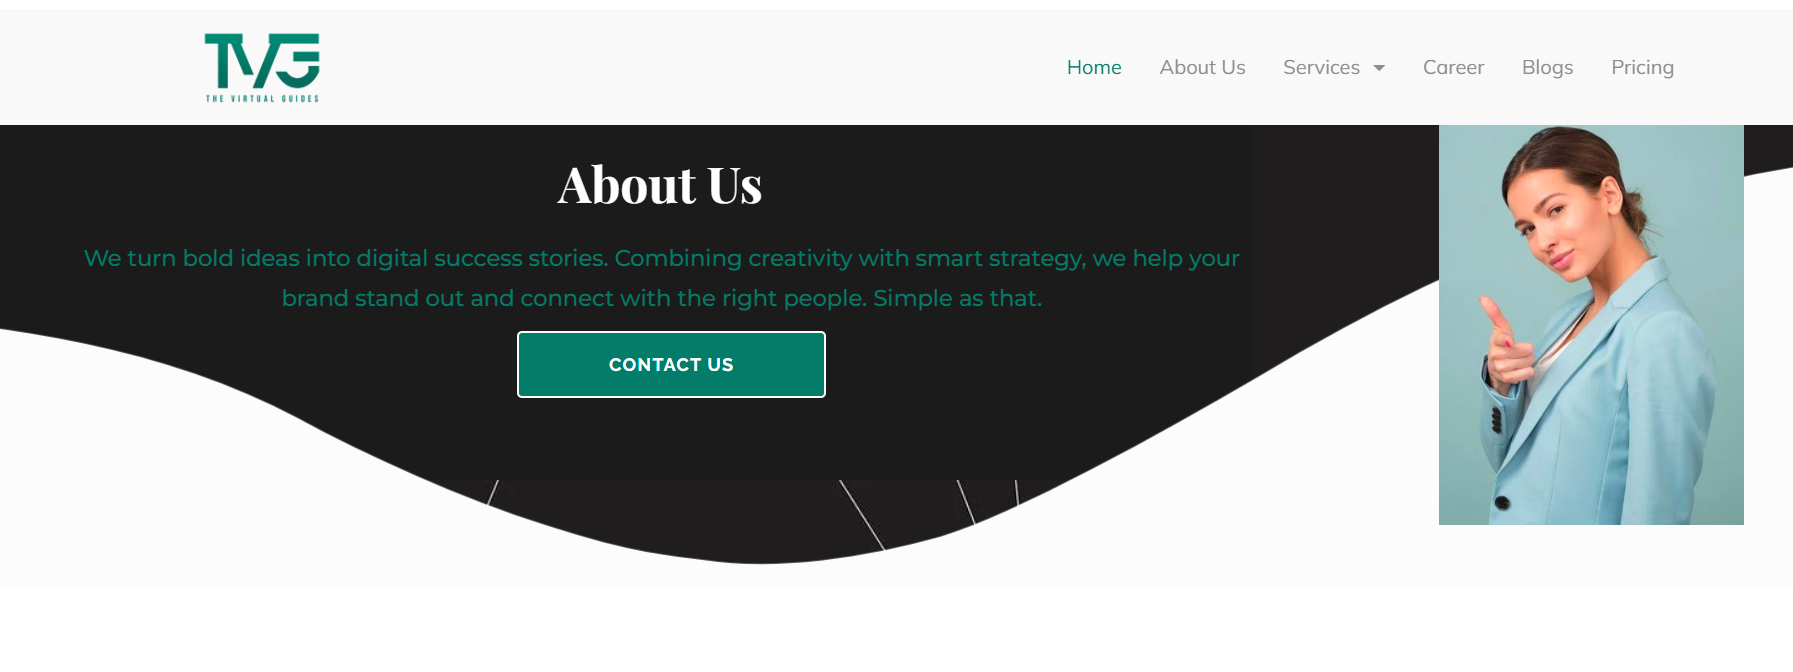 TVG
THE VIRTUAL GUIDES
Home About Us Services Career Blogs Pricing
About Us
We turn bold ideas into digital success stories. Combining creativity with smart strategy, we help your
brand stand out and connect with the right people. Simple as that.
CONTACT US